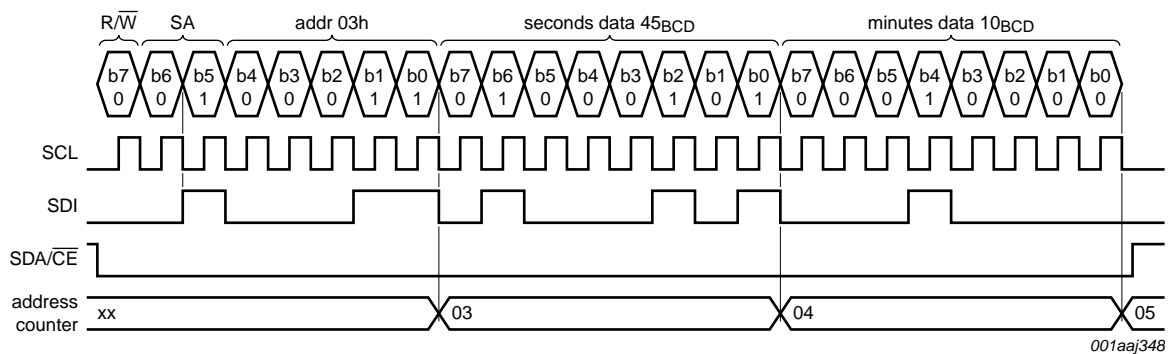 R/W SA addr 03h seconds data 45BCD minutes data 10BCD
b7 b6 b5 b4 b3 b2 b1 b0 b7 b6 b5 b4 b3 b2 b1 b0 b7 b6 b5 b4 b3 b2 b1 b0
0 0 1 0 0 0 1 1 0 1 0 0 0 1 0 1 0 0 0 1 0 0 0 0
SCL
SDI
SDA/CE
address
counter
xx 03 04 05
001aaj348